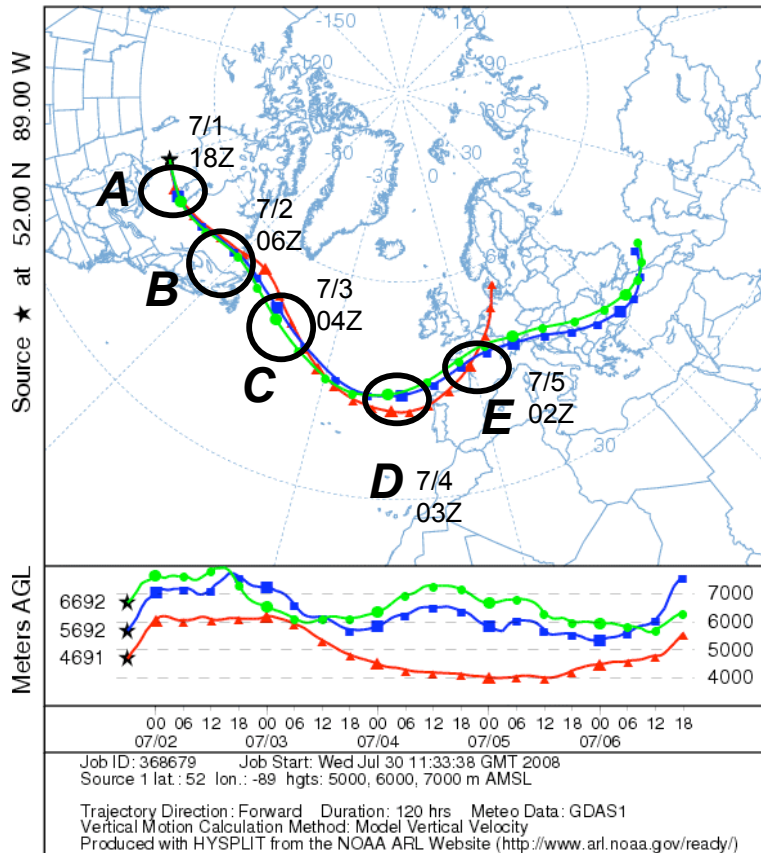 Source ★ at 52.00 N 89.00 W
-150
-120
150
120
-90
90
-60
60
-30
0
30
30
7/1
18Z
A
7/2
06Z
B
7/3
04Z
C
7/5
02Z
E
D
7/4
03Z
Meters AGL
6692
5692
4691
7000
6000
5000
4000
00 06 12 18 00 06 12 18 00 06 12 18 00 06 12 18 00 06 12 18
07/02 07/03 07/04 07/05 07/06
Job ID: 368679 Job Start: Wed Jul 30 11:33:38 GMT 2008
Source 1 lat.: 52 lon.: -89 hgts: 5000, 6000, 7000 m AMSL
Trajectory Direction: Forward Duration: 120 hrs Meteo Data: GDAS1
Vertical Motion Calculation Method: Model Vertical Velocity
Produced with HYSPLIT from the NOAA ARL Website (http://www.arl.noaa.gov/ready/)